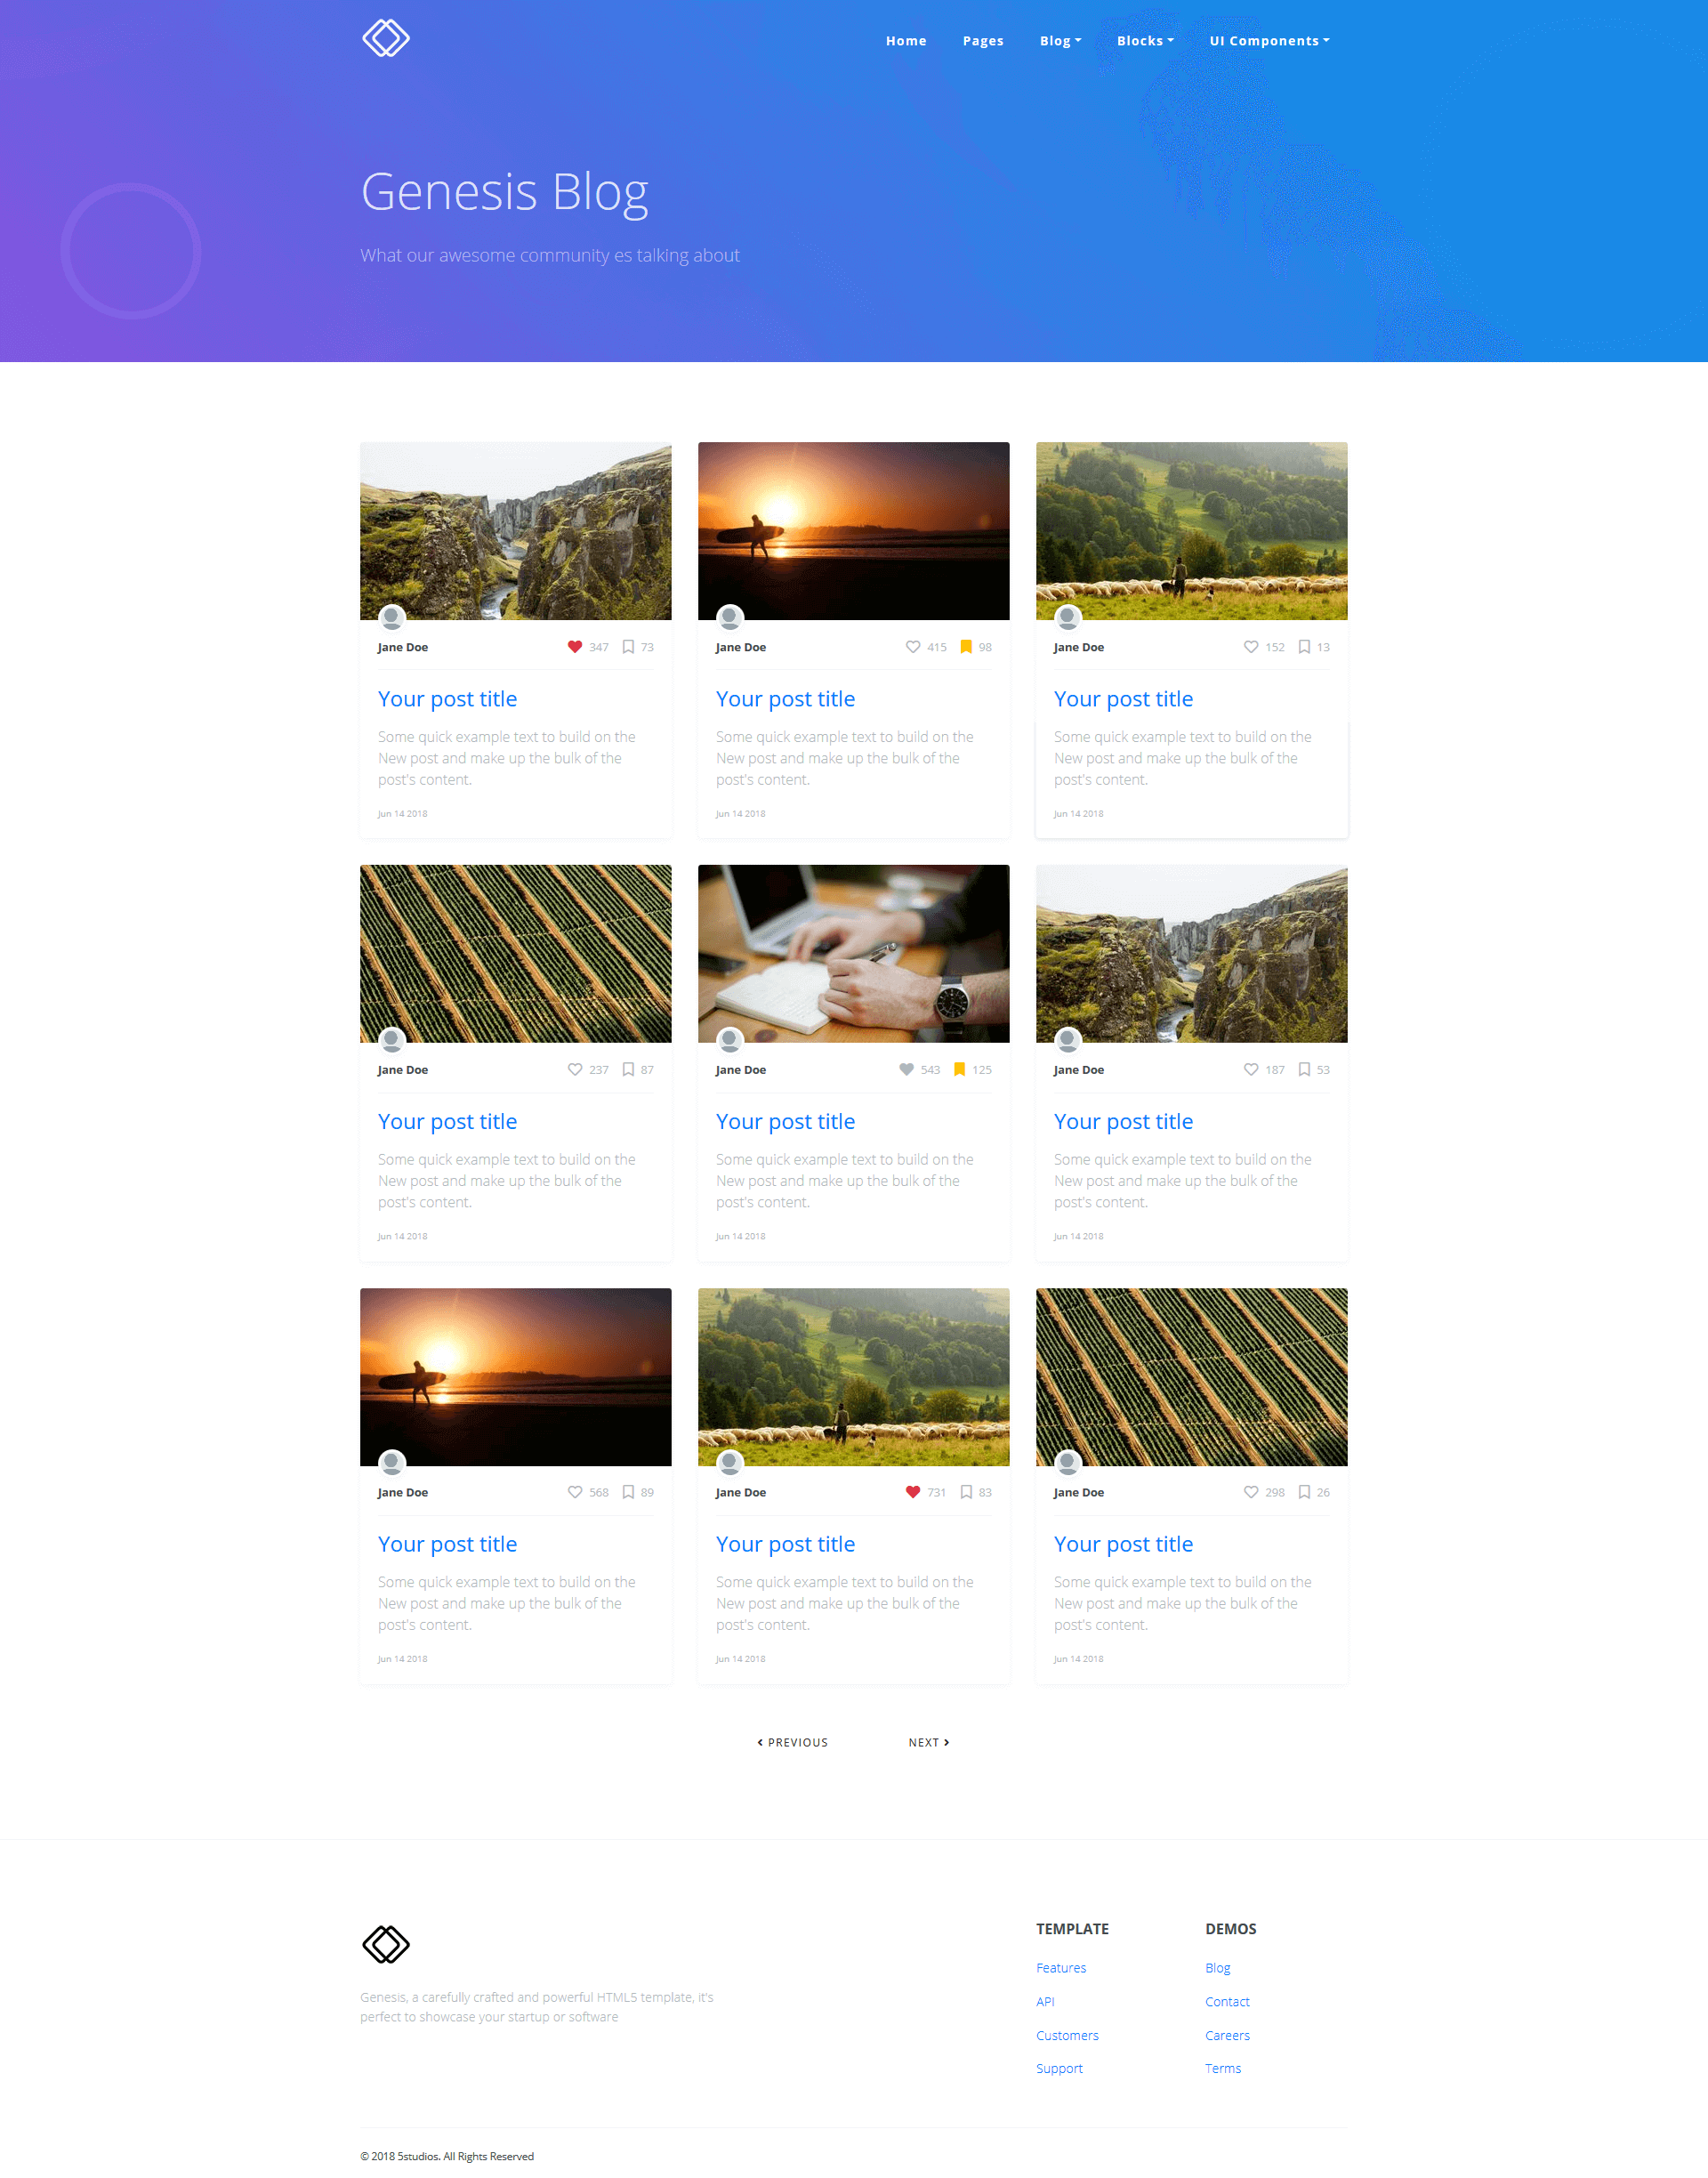 Home Pages Blog Blocks UI Components
Genesis Blog
What our awesome community es talking about
Jane Doe 347 73
Your post title
Some quick example text to build on the
New post and make up the bulk of the
post's content.
Jun 14 2018
Jane Doe 415 98
Your post title
Some quick example text to build on the
New post and make up the bulk of the
post's content.
Jun 14 2018
Jane Doe 152 13
Your post title
Some quick example text to build on the
New post and make up the bulk of the
post's content.
Jun 14 2018
Jane Doe 237 87
Your post title
Some quick example text to build on the
New post and make up the bulk of the
post's content.
Jun 14 2018
Jane Doe 543 125
Your post title
Some quick example text to build on the
New post and make up the bulk of the
post's content.
Jun 14 2018
Jane Doe 187 53
Your post title
Some quick example text to build on the
New post and make up the bulk of the
post's content.
Jun 14 2018
Jane Doe 568 89
Your post title
Some quick example text to build on the
New post and make up the bulk of the
post's content.
Jun 14 2018
Jane Doe 731 83
Your post title
Some quick example text to build on the
New post and make up the bulk of the
post's content.
Jun 14 2018
Jane Doe 298 26
Your post title
Some quick example text to build on the
New post and make up the bulk of the
post's content.
Jun 14 2018
PREVIOUS NEXT
Genesis, a carefully crafted and powerful HTML5 template, it's
perfect to showcase your startup or software
TEMPLATE
Features
API
Customers
Support
DEMOS
Blog
Contact
Careers
Terms
© 2018 5studios. All Rights Reserved